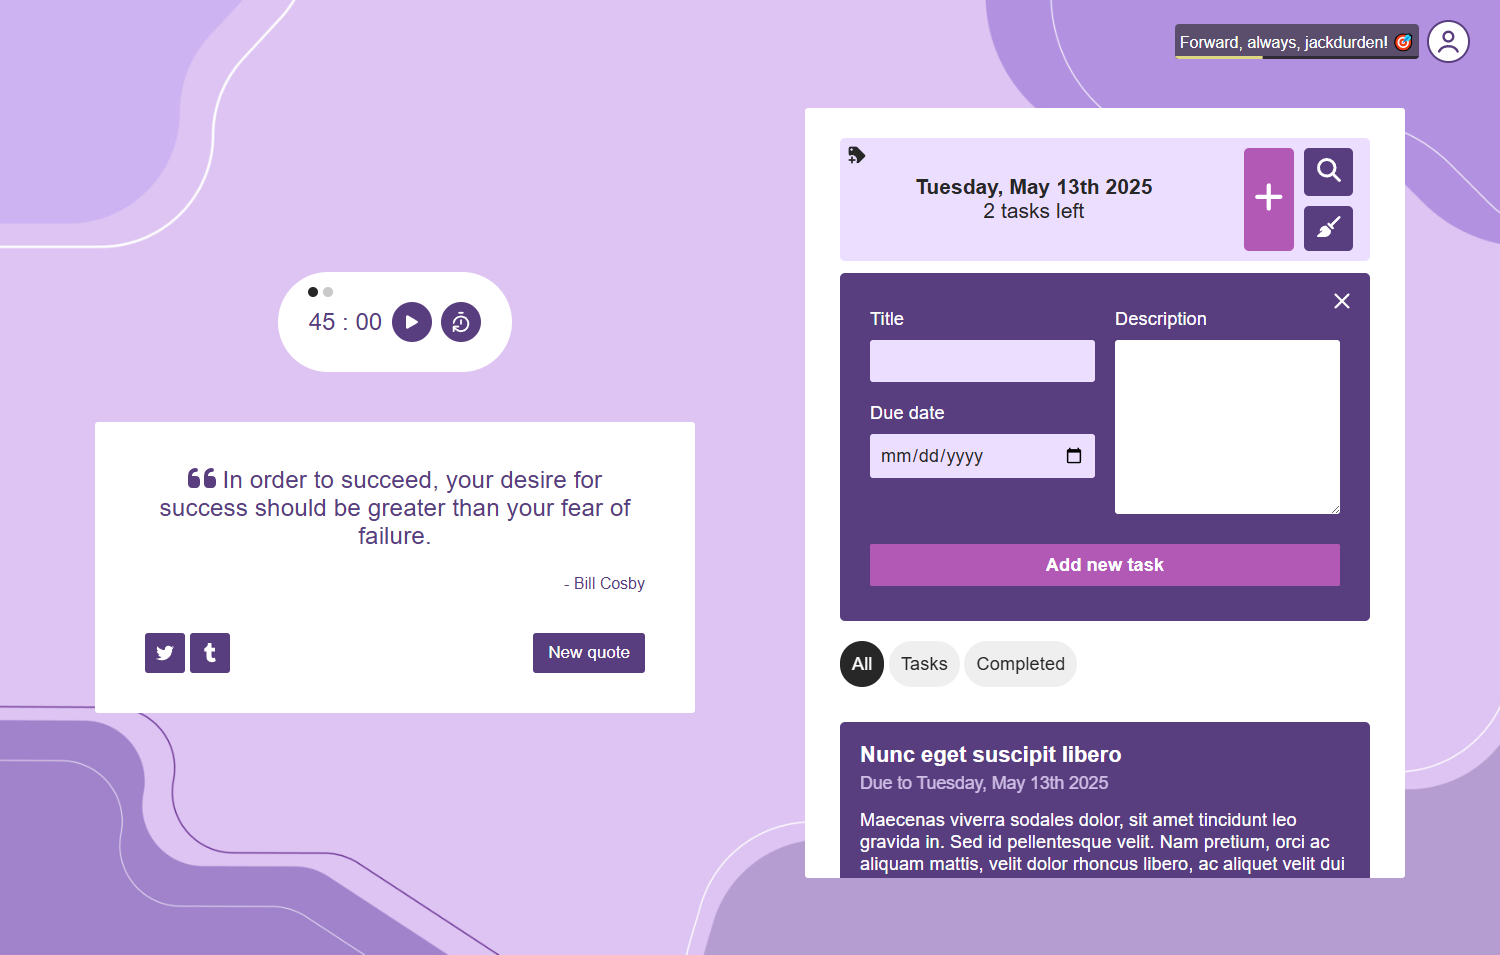 Forward, always, jackdurden! 🎯
45 : 00
In order to succeed, your desire for
success should be greater than your fear of
failure.
- Bill Cosby
New quote
Tuesday, May 13th 2025
2 tasks left
Title
Description
Due date
mm/dd/yyyy
Add new task
All
Tasks
Completed
Nunc eget suscipit libero
Due to Tuesday, May 13th 2025
Maecenas viverra sodales dolor, sit amet tincidunt leo
gravida in. Sed id pellentesque velit. Nam pretium, orci ac
aliquam mattis, velit dolor rhoncus libero, ac aliquet velit dui